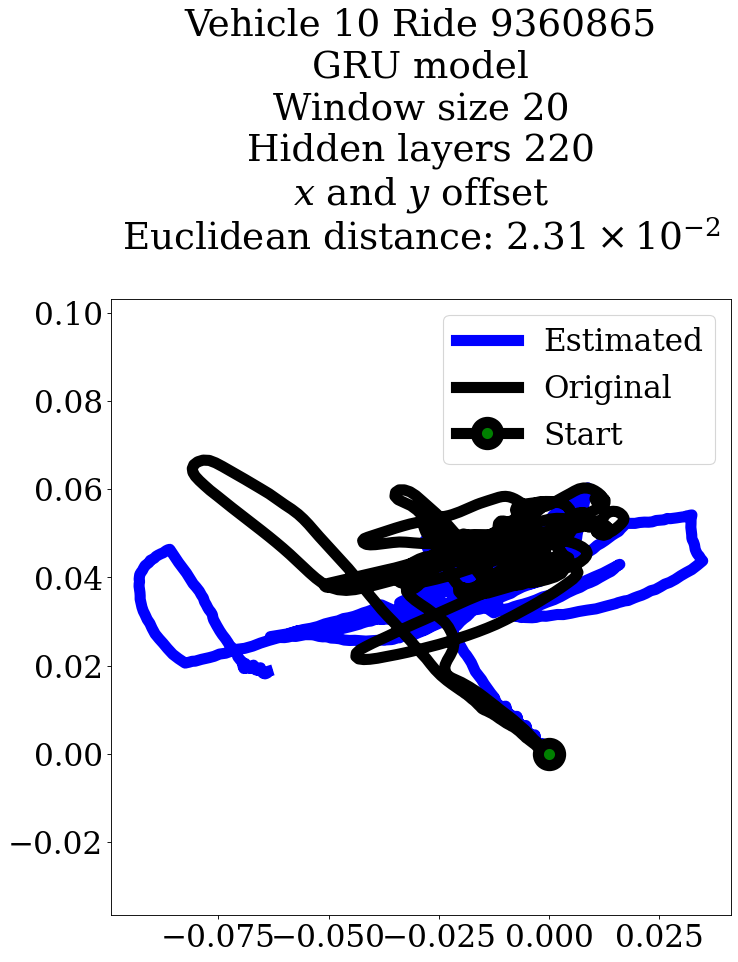 Vehicle 10 Ride 9360865
GRU model
Window size 20
Hidden layers 220
x and y offset
Euclidean distance: 2.31 × 10⁻²
Estimated
Original
Start
0.10
0.08
0.06
0.04
0.02
0.00
−0.02
−0.075 −0.050 −0.025 0.000 0.025